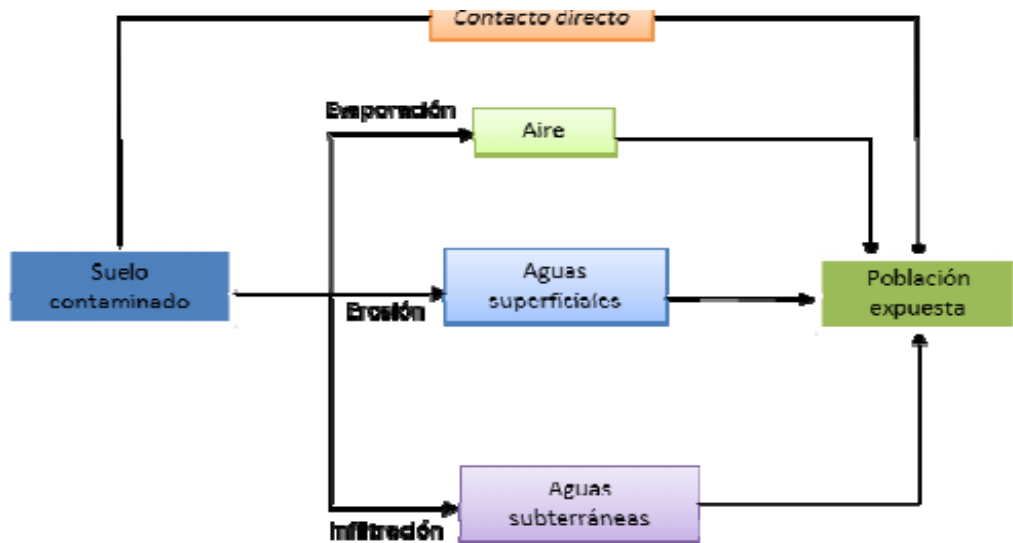 Contacto directo
Evaporación
Aire
Suelo
contaminado
Aguas
superficiales
Erosión
Población
expuesta
Aguas
subterráneas
Infiltración